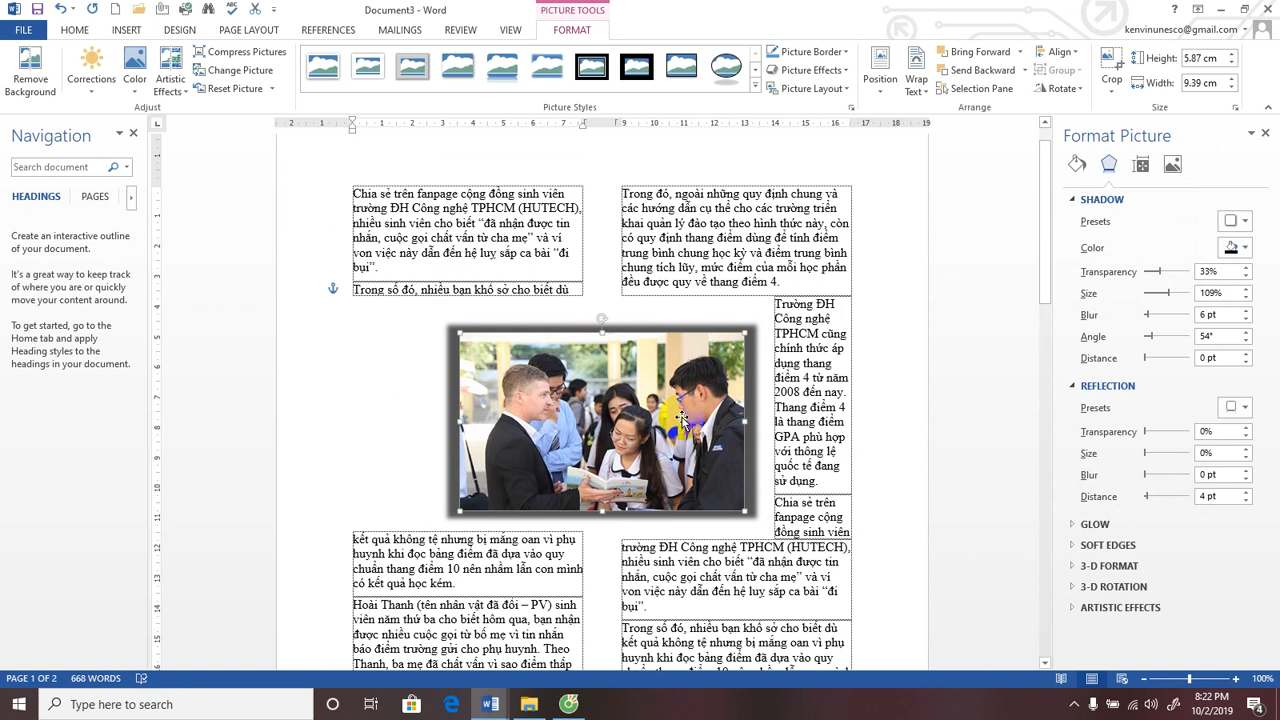 Document3 - Word
PICTURE TOOLS
FILE
HOME
INSERT
DESIGN
PAGE LAYOUT
REFERENCES
MAILINGS
REVIEW
VIEW
FORMAT
kenvinunesco@gmail.com
Remove Background
Corrections
Color
Artistic Effects
Compress Pictures
Change Picture
Reset Picture
Adjust
Picture Styles
Picture Border
Picture Effects
Picture Layout
Position
Wrap Text
Bring Forward
Send Backward
Selection Pane
Align
Group
Rotate
Arrange
Crop
Height: 5.87 cm
Width: 9.39 cm
Size
Navigation
Search document
HEADINGS
PAGES
Create an interactive outline
of your document.
It's a great way to keep track
of where you are or quickly
move your content around.
To get started, go to the
Home tab and apply
Heading styles to the
headings in your document.
2 1 1 2 3 4 5 6 7 9 10 11 12 13 14 15 16 17 18 19
Chia sẻ trên fanpage cộng đồng sinh viên
trường ĐH Công nghệ TPHCM (HUTECH),
nhiều sinh viên cho biết “đã nhận được tin
nhắn, cuộc gọi chất vấn từ cha mẹ” và ví
von việc này dẫn đến hệ luỵ sắp ca bài “đi
bụi”.
Trong số đó, nhiều bạn khổ sở cho biết dù
kết quả không tệ nhưng bị mắng oan vì phụ
huynh khi đọc bảng điểm đã dựa vào quy
chuẩn thang điểm 10 nên nhầm lẫn con mình
có kết quả học kém.
Hoài Thanh (tên nhân vật đã đổi – PV) sinh
viên năm thứ ba cho biết hôm qua, bạn nhận
được nhiều cuộc gọi từ bố mẹ vì tin nhắn
báo điểm trường gửi cho phụ huynh. Theo
Thanh, ba mẹ đã chất vấn vì sao điểm thấp
Trong đó, ngoài những quy định chung và
các hướng dẫn cụ thể cho các trường triển
khai quản lý đào tạo theo hình thức này, còn
có quy định thang điểm dùng để tính điểm
trung bình chung học kỳ và điểm trung bình
chung tích lũy, mức điểm của mỗi học phần
đều được quy về thang điểm 4.
Trường ĐH
Công nghệ
TPHCM cũng
chính thức áp
dụng thang
điểm 4 từ năm
2008 đến nay.
Thang điểm 4
là thang điểm
GPA phù hợp
với thông lệ
quốc tế đang
sử dụng.
Chia sẻ trên
fanpage cộng
đồng sinh viên
trường ĐH Công nghệ TPHCM (HUTECH),
nhiều sinh viên cho biết “đã nhận được tin
nhắn, cuộc gọi chất vấn từ cha mẹ” và ví
von việc này dẫn đến hệ luỵ sắp ca bài “đi
bụi”.
Trong số đó, nhiều bạn khổ sở cho biết dù
kết quả không tệ nhưng bị mắng oan vì phụ
huynh khi đọc bảng điểm đã dựa vào quy
Format Picture
SHADOW
Presets
Color
Transparency 33%
Size 109%
Blur 6 pt
Angle 54°
Distance 0 pt
REFLECTION
Presets
Transparency 0%
Size 0%
Blur 0 pt
Distance 4 pt
GLOW
SOFT EDGES
3-D FORMAT
3-D ROTATION
ARTISTIC EFFECTS
PAGE 1 OF 2
668 WORDS
100%
Type here to search
8:22 PM
10/2/2019